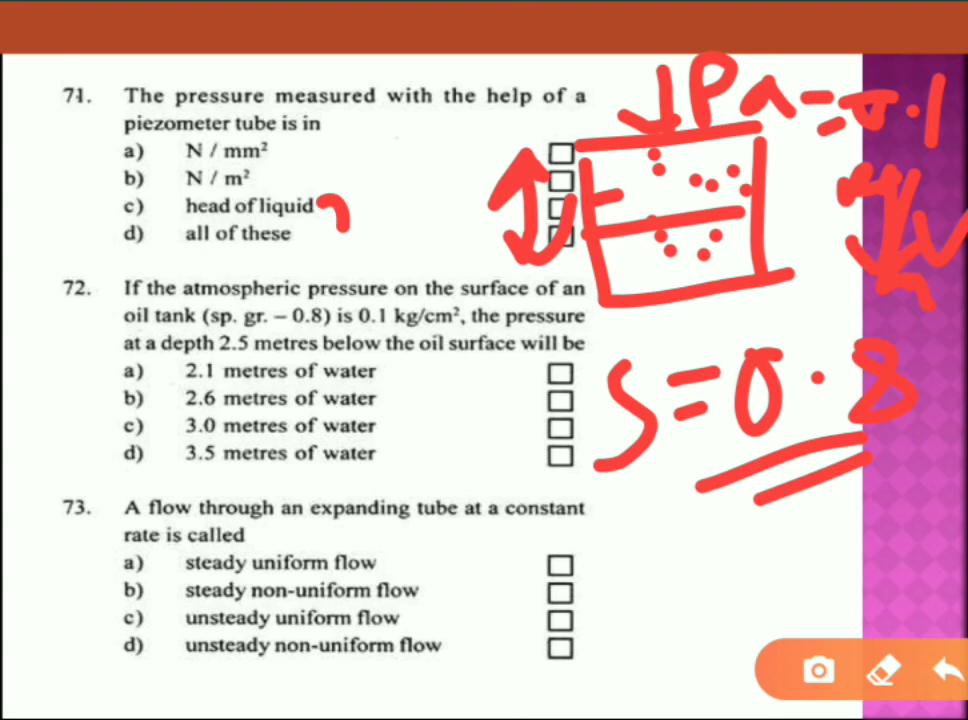 71. The pressure measured with the help of a
piezometer tube is in
a) N / mm²
b) N / m²
c) head of liquid
d) all of these
72. If the atmospheric pressure on the surface of an
oil tank (sp. gr. – 0.8) is 0.1 kg/cm², the pressure
at a depth 2.5 metres below the oil surface will be
a) 2.1 metres of water
b) 2.6 metres of water
c) 3.0 metres of water
d) 3.5 metres of water
73. A flow through an expanding tube at a constant
rate is called
a) steady uniform flow
b) steady non-uniform flow
c) unsteady uniform flow
d) unsteady non-uniform flow
Pa = 0.1
S = 0.8